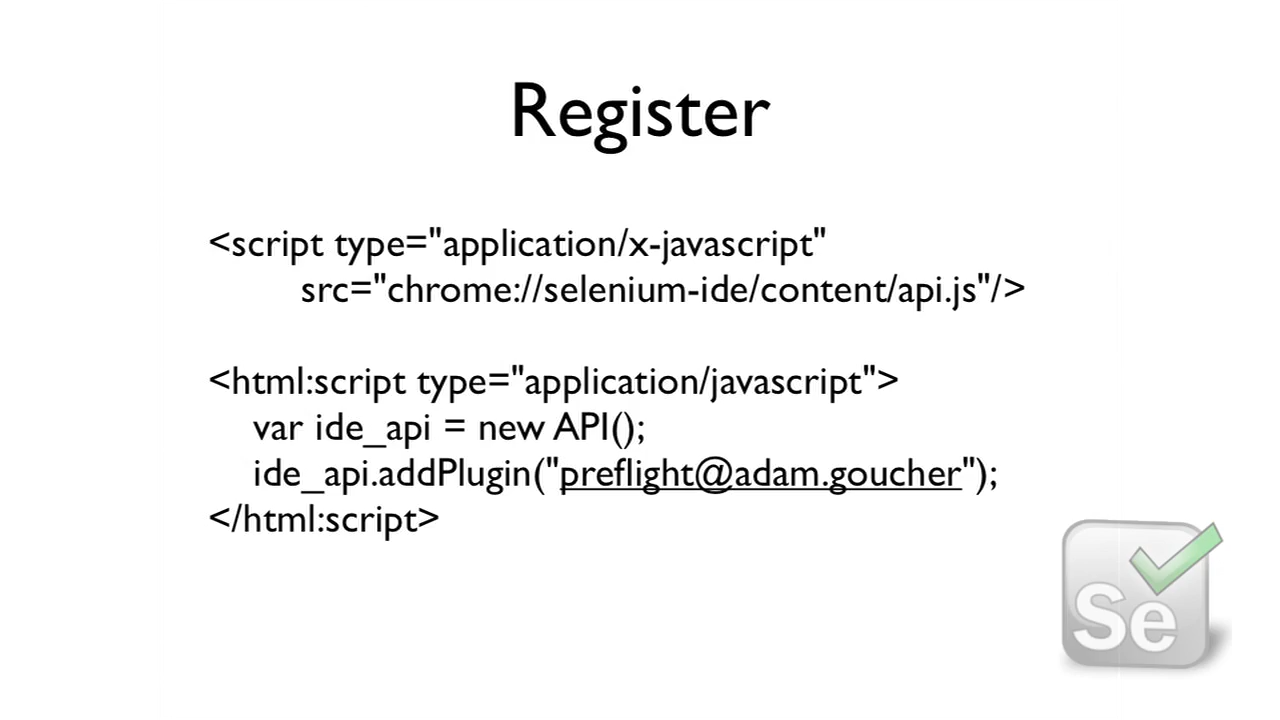 Register
<script type="application/x-javascript"
src="chrome://selenium-ide/content/api.js"/>
<html:script type="application/javascript">
var ide_api = new API();
ide_api.addPlugin("preflight@adam.goucher");
</html:script>
Se